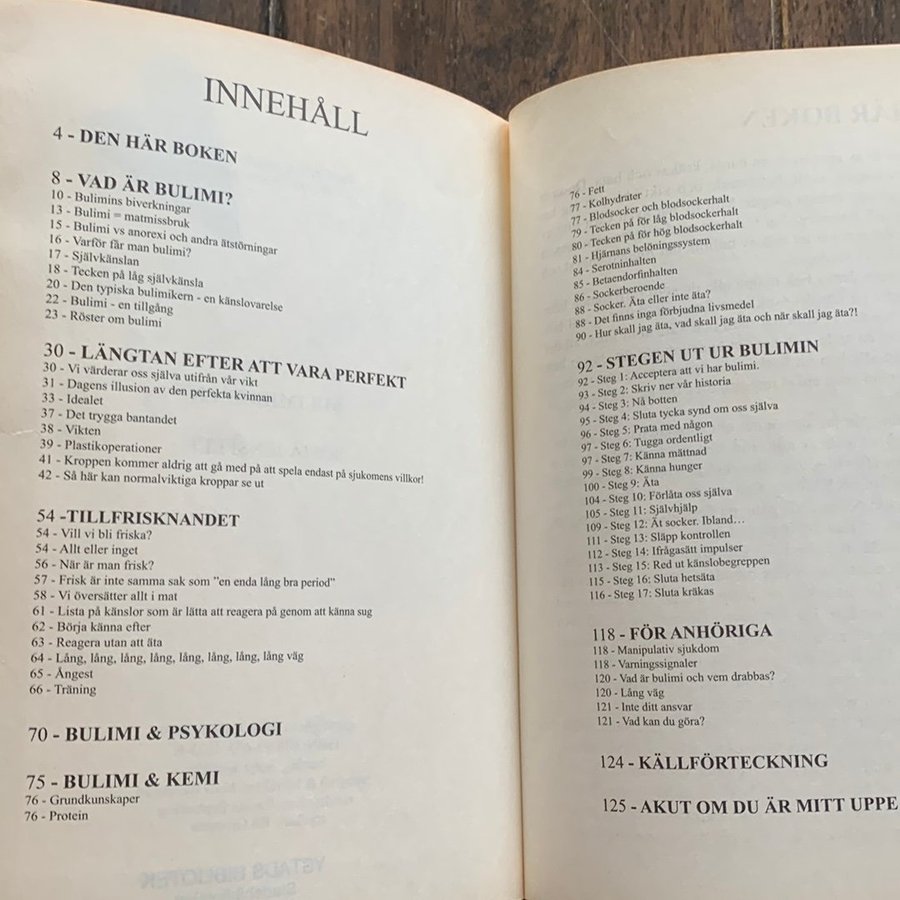 INNEHÅLL
4 - DEN HÄR BOKEN
8 - VAD ÄR BULIMI?
10 - Bulimins biverkningar
13 - Bulimi = matmissbruk
15 - Bulimi vs anorexi och andra ätstörningar
16 - Varför får man bulimi?
17 - Självkänslan
18 - Tecken på låg självkänsla
20 - Den typiska bulimikern - en känslovarelse
22 - Bulimi - en tillgång
23 - Röster om bulimi
30 - LÄNGTAN EFTER ATT VARA PERFEKT
30 - Vi värderar oss själva utifrån vår vikt
31 - Dagens illusion av den perfekta kvinnan
33 - Idealet
37 - Det trygga bantandet
38 - Vikten
39 - Plastikoperationer
41 - Kroppen kommer aldrig att gå med på att spela endast på sjukomens villkor!
42 - Så här kan normalviktiga kroppar se ut
54 -TILLFRISKNANDET
54 - Vill vi bli friska?
54 - Allt eller inget
56 - När är man frisk?
57 - Frisk är inte samma sak som ”en enda lång bra period”
58 - Vi översätter allt i mat
61 - Lista på känslor som är lätta att reagera på genom att känna sug
62 - Börja känna efter
63 - Reagera utan att äta
64 - Lång, lång, lång, lång, lång, lång, lång, lång väg
65 - Ångest
66 - Träning
70 - BULIMI & PSYKOLOGI
75 - BULIMI & KEMI
76 - Grundkunskaper
76 - Protein
76 - Fett
77 - Kolhydrater
77 - Blodsocker och blodsockerhalt
79 - Tecken på för låg blodsockerhalt
80 - Tecken på för hög blodsockerhalt
81 - Hjärnans belöningssystem
84 - Serotninhalten
85 - Betaendorfinhalten
86 - Sockerberoende
88 - Socker. Äta eller inte äta?
88 - Det finns inga förbjudna livsmedel
90 - Hur skall jag äta, vad skall jag äta och när skall jag äta?!
92 - STEGEN UT UR BULIMIN
92 - Steg 1: Acceptera att vi har bulimi.
93 - Steg 2: Skriv ner vår historia
94 - Steg 3: Nå botten
95 - Steg 4: Sluta tycka synd om oss själva
96 - Steg 5: Prata med någon
97 - Steg 6: Tugga ordentligt
97 - Steg 7: Känna mättnad
99 - Steg 8: Känna hunger
100 - Steg 9: Äta
104 - Steg 10: Förlåta oss själva
105 - Steg 11: Självhjälp
109 - Steg 12: Ät socker. Ibland…
111 - Steg 13: Släpp kontrollen
112 - Steg 14: Ifrågasätt impulser
113 - Steg 15: Red ut känslobegreppen
115 - Steg 16: Sluta hetsäta
116 - Steg 17: Sluta kräkas
118 - FÖR ANHÖRIGA
118 - Manipulativ sjukdom
118 - Varningssignaler
120 - Vad är bulimi och vem drabbas?
120 - Lång väg
121 - Inte ditt ansvar
121 - Vad kan du göra?
124 - KÄLLFÖRTECKNING
125 - AKUT OM DU ÄR MITT UPPE